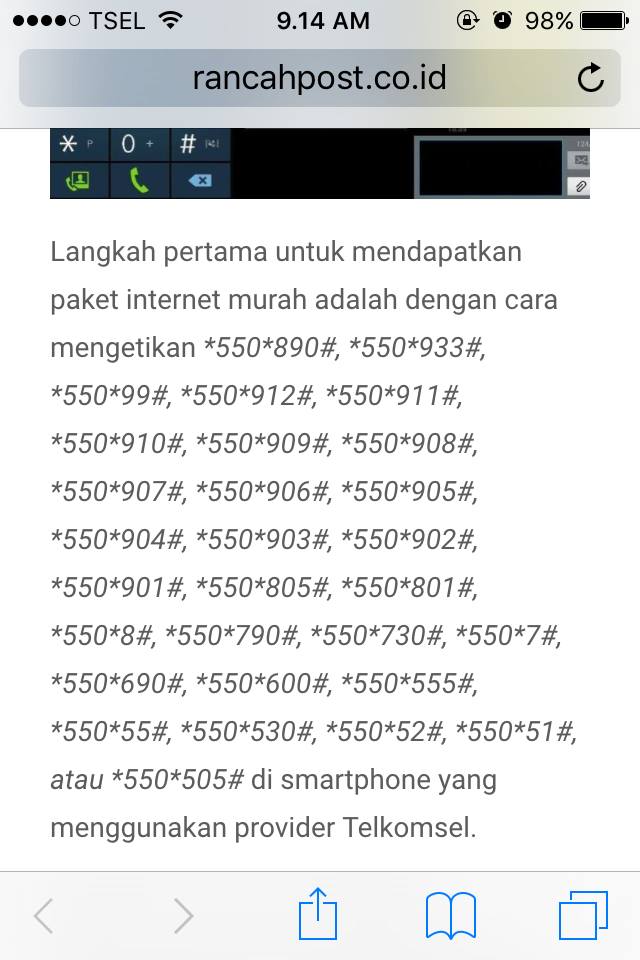 TSEL 9.14 AM 98%
rancahpost.co.id
* P 0 + #
Langkah pertama untuk mendapatkan
paket internet murah adalah dengan cara
mengetikan *550*890#, *550*933#,
*550*99#, *550*912#, *550*911#,
*550*910#, *550*909#, *550*908#,
*550*907#, *550*906#, *550*905#,
*550*904#, *550*903#, *550*902#,
*550*901#, *550*805#, *550*801#,
*550*8#, *550*790#, *550*730#, *550*7#,
*550*690#, *550*600#, *550*555#,
*550*55#, *550*530#, *550*52#, *550*51#,
atau *550*505# di smartphone yang
menggunakan provider Telkomsel.